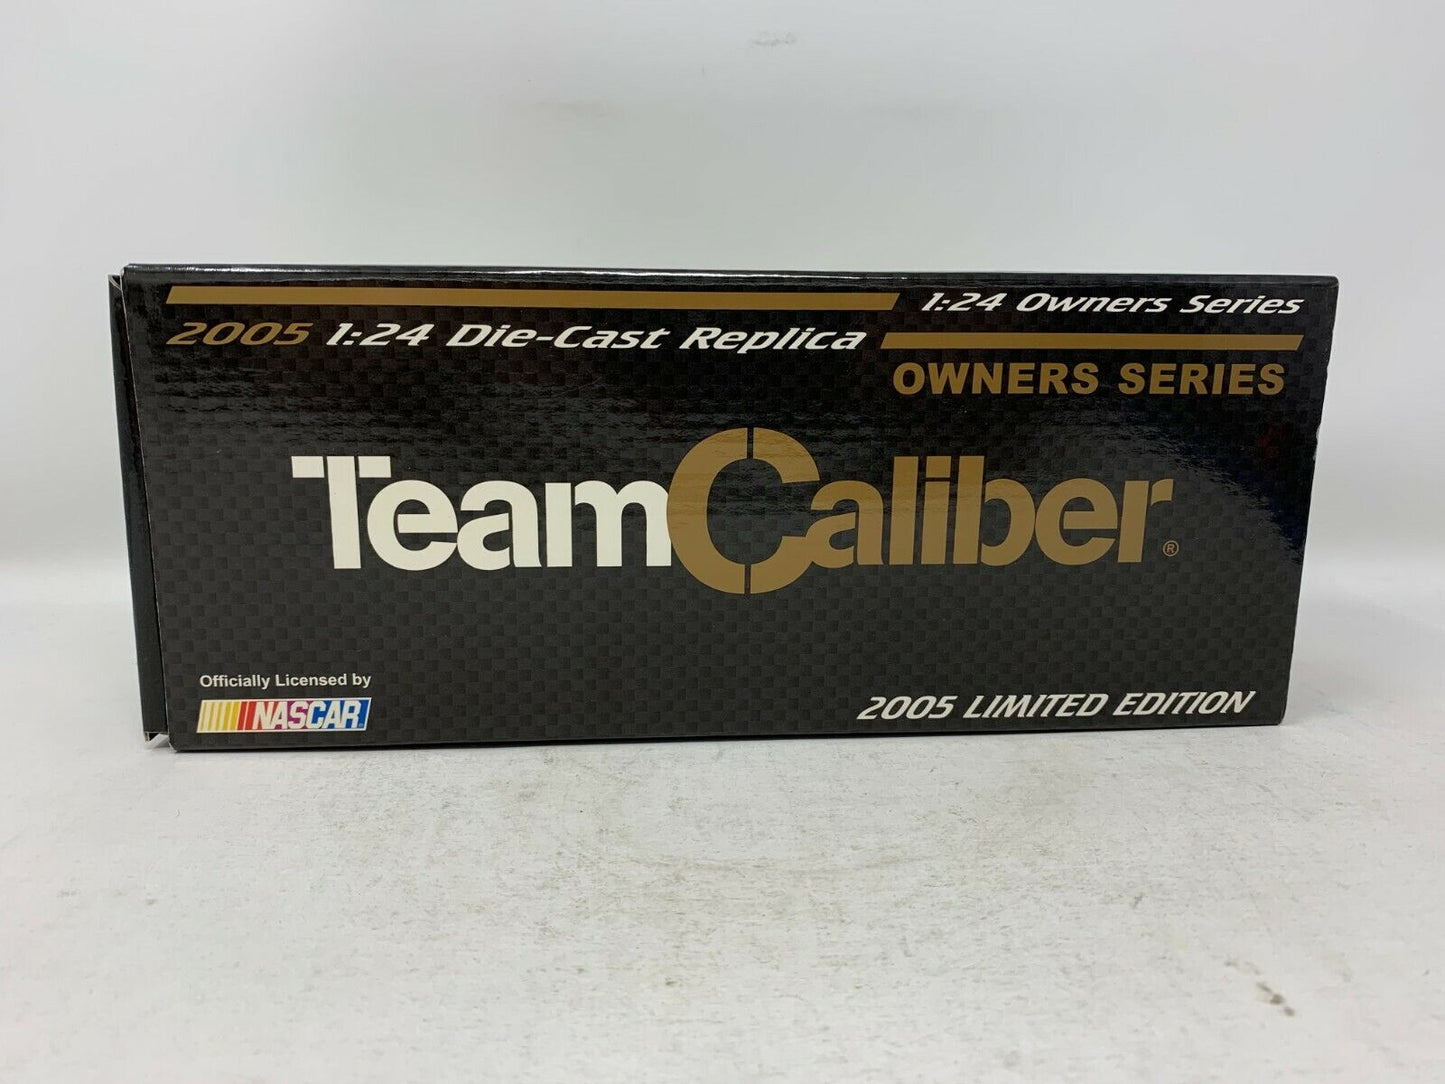 1:24 Owners Series
2005 1:24 Die-Cast Replica
OWNERS SERIES
TeamCaliber®
Officially Licensed by
NASCAR
2005 LIMITED EDITION